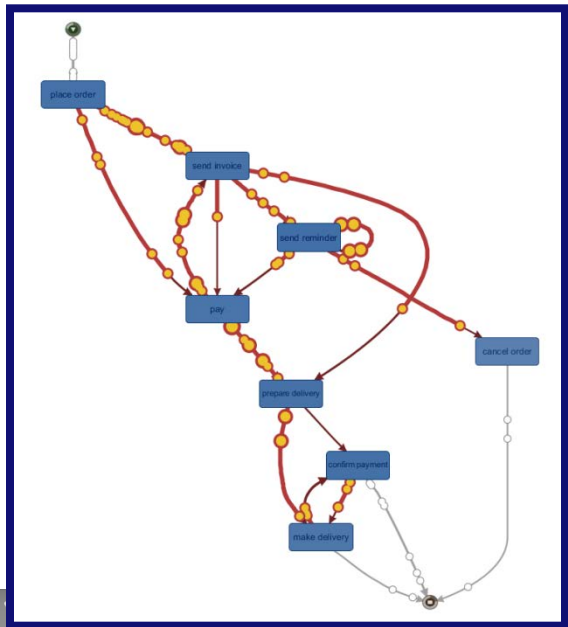 place order
send invoice
send reminder
pay
cancel order
prepare delivery
confirm payment
make delivery